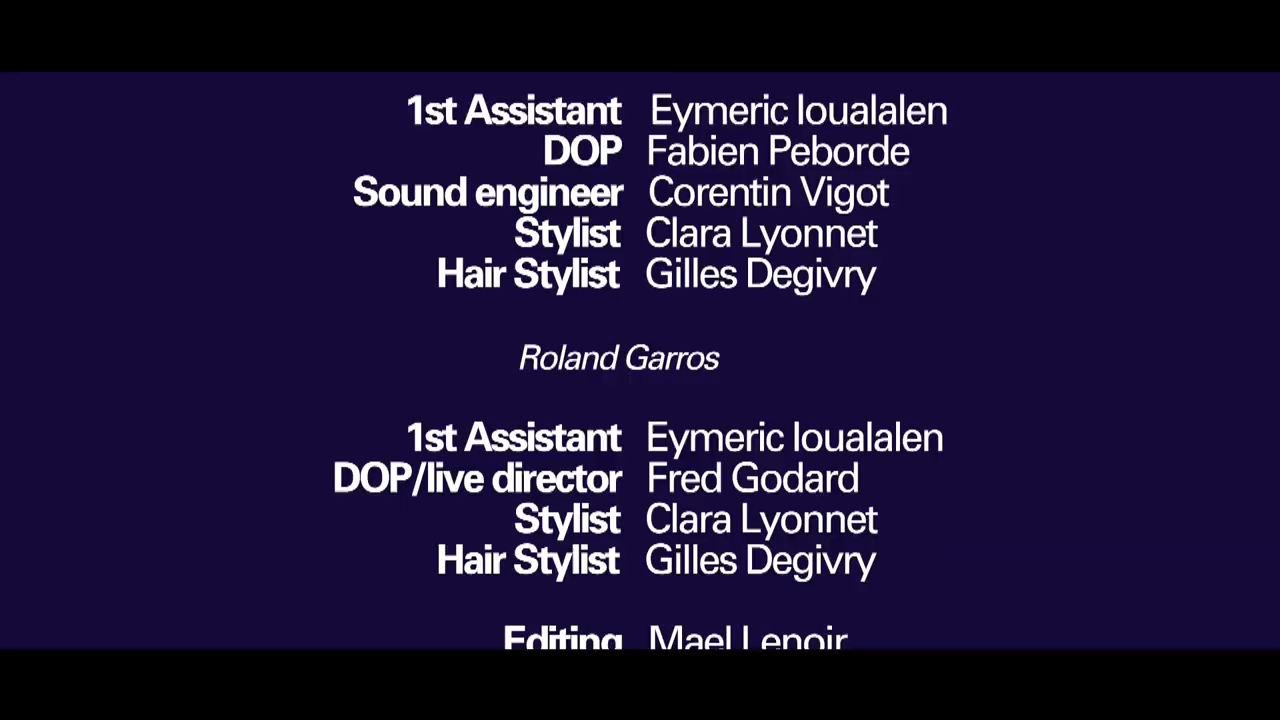 1st Assistant Eymeric Ioualalen
DOP Fabien Peborde
Sound engineer Corentin Vigot
Stylist Clara Lyonnet
Hair Stylist Gilles Degivry
Roland Garros
1st Assistant Eymeric Ioualalen
DOP/live director Fred Godard
Stylist Clara Lyonnet
Hair Stylist Gilles Degivry
Editing Mael Lenoir